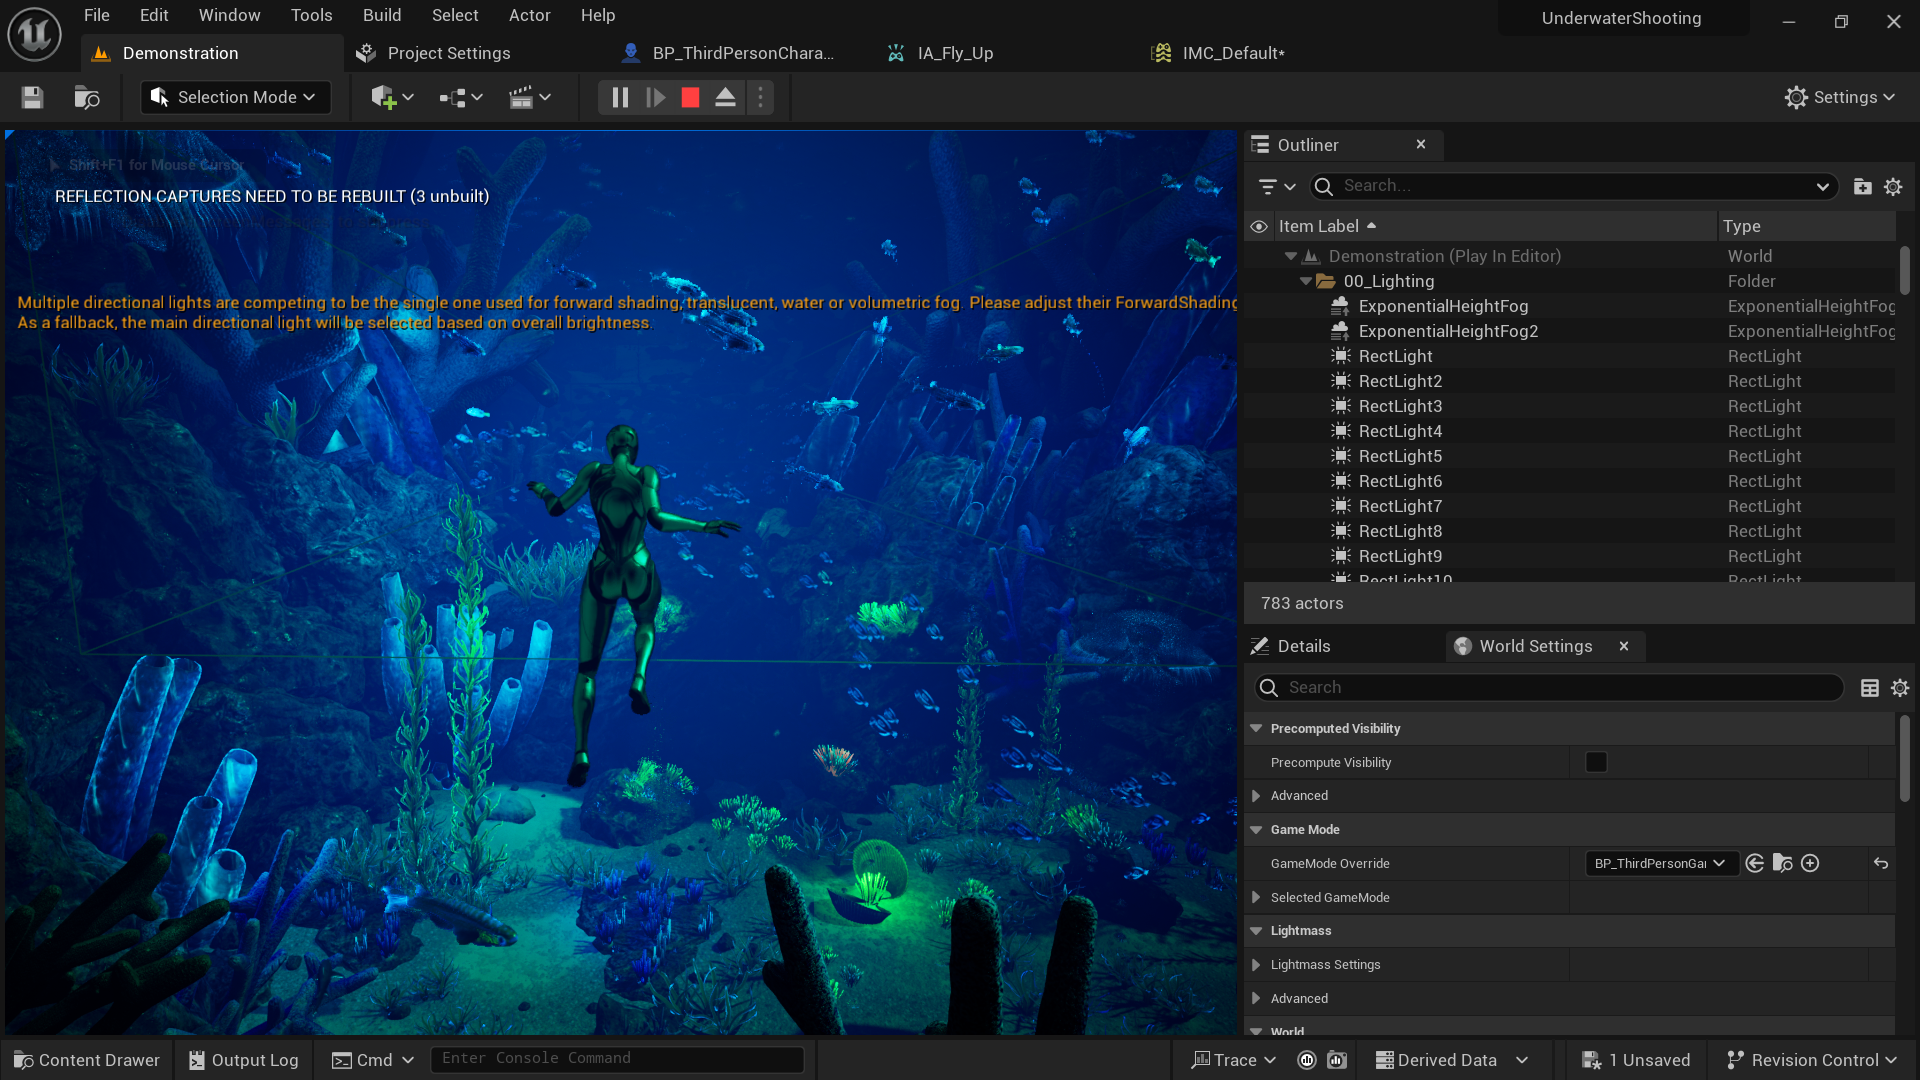 File Edit Window Tools Build Select Actor Help UnderwaterShooting
Demonstration Project Settings BP_ThirdPersonChara... IA_Fly_Up IMC_Default*
Selection Mode Settings
Shift+F1 for Mouse Cursor
REFLECTION CAPTURES NEED TO BE REBUILT (3 unbuilt)
Multiple directional lights are competing to be the single one used for forward shading, translucent, water or volumetric fog. Please adjust their ForwardShading
As a fallback, the main directional light will be selected based on overall brightness.
Outliner
Search...
Item Label Type
Demonstration (Play In Editor) World
00_Lighting Folder
ExponentialHeightFog ExponentialHeightFog
ExponentialHeightFog2 ExponentialHeightFog
RectLight RectLight
RectLight2 RectLight
RectLight3 RectLight
RectLight4 RectLight
RectLight5 RectLight
RectLight6 RectLight
RectLight7 RectLight
RectLight8 RectLight
RectLight9 RectLight
RectLight10 RectLight
783 actors
Details World Settings
Search
Precomputed Visibility
Precompute Visibility
Advanced
Game Mode
GameMode Override BP_ThirdPersonGa
Selected GameMode
Lightmass
Lightmass Settings
Advanced
World
Content Drawer Output Log Cmd Enter Console Command Trace Derived Data 1 Unsaved Revision Control